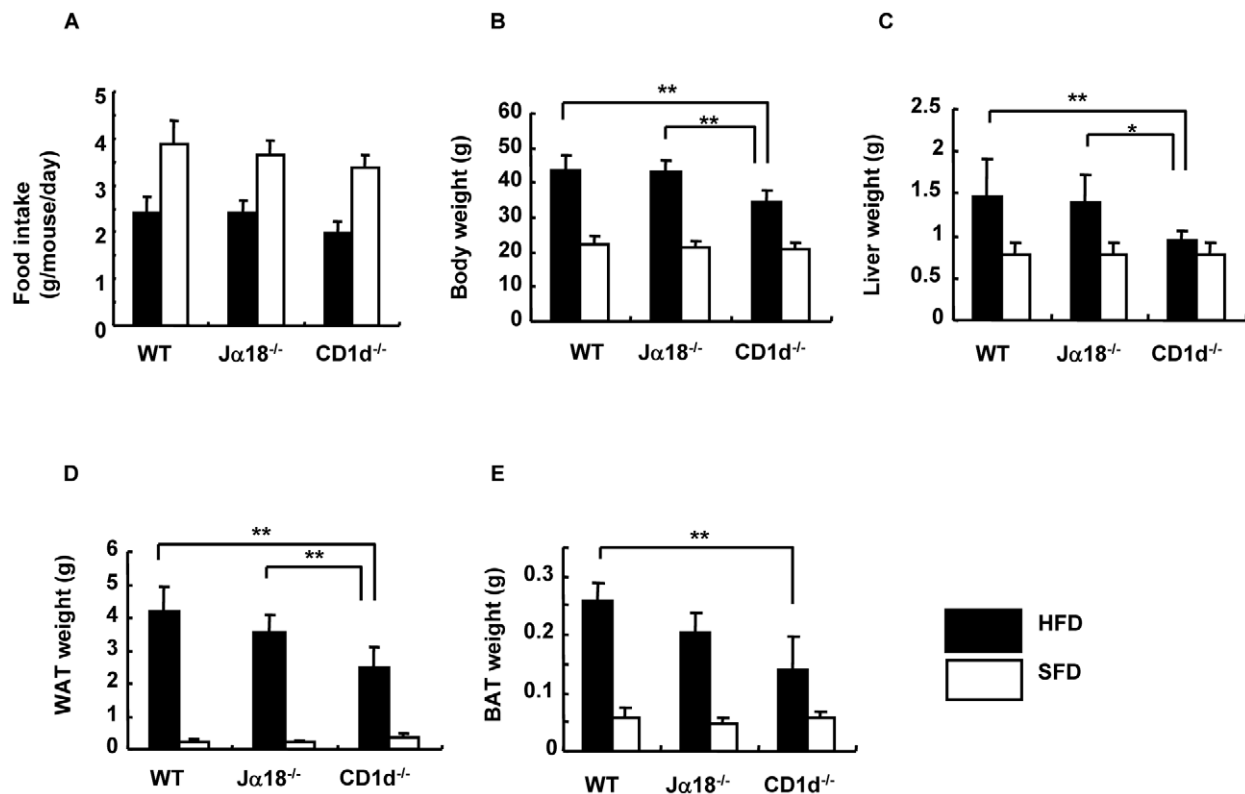 A
Food intake
(g/mouse/day)
5
4
3
2
1
0
WT Jα18-/- CD1d-/-
B
Body weight (g)
60
50
40
30
20
10
0
**
**
WT Jα18-/- CD1d-/-
C
Liver weight (g)
2.5
2
1.5
1
0.5
0
**
*
WT Jα18-/- CD1d-/-
D
WAT weight (g)
6
5
4
3
2
1
0
**
**
WT Jα18-/- CD1d-/-
E
BAT weight (g)
0.3
0.2
0.1
0
**
WT Jα18-/- CD1d-/-
HFD
SFD